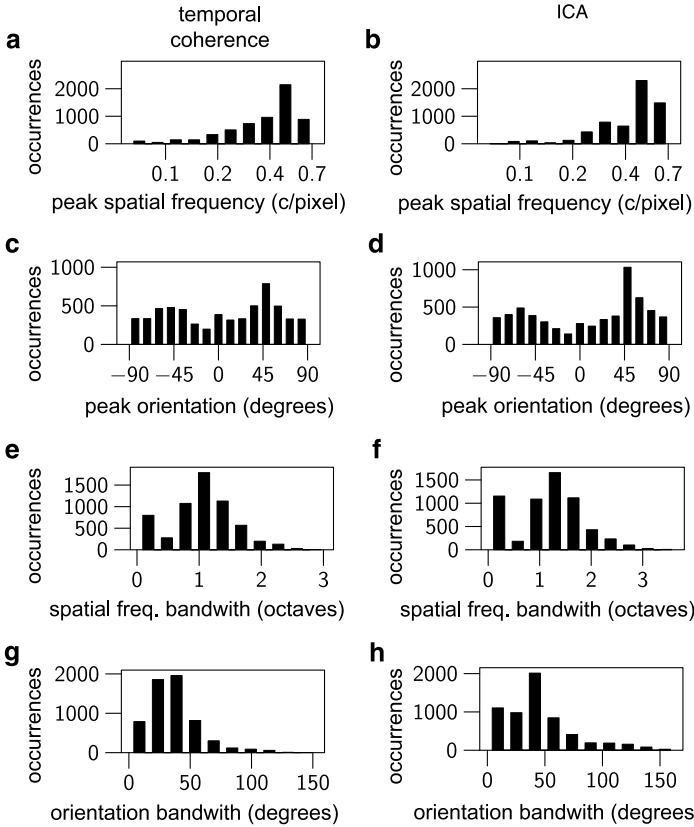 temporal
coherence
ICA
a
occurrences
2000
1000
0
0.1 0.2 0.4 0.7
peak spatial frequency (c/pixel)
b
occurrences
2000
1000
0
0.1 0.2 0.4 0.7
peak spatial frequency (c/pixel)
c
occurrences
1000
500
0
−90 −45 0 45 90
peak orientation (degrees)
d
occurrences
1000
500
0
−90 −45 0 45 90
peak orientation (degrees)
e
occurrences
1500
1000
500
0
0 1 2 3
spatial freq. bandwith (octaves)
f
occurrences
1500
1000
500
0
0 1 2 3
spatial freq. bandwith (octaves)
g
occurrences
2000
1000
0
0 50 100 150
orientation bandwith (degrees)
h
occurrences
2000
1000
0
0 50 100 150
orientation bandwith (degrees